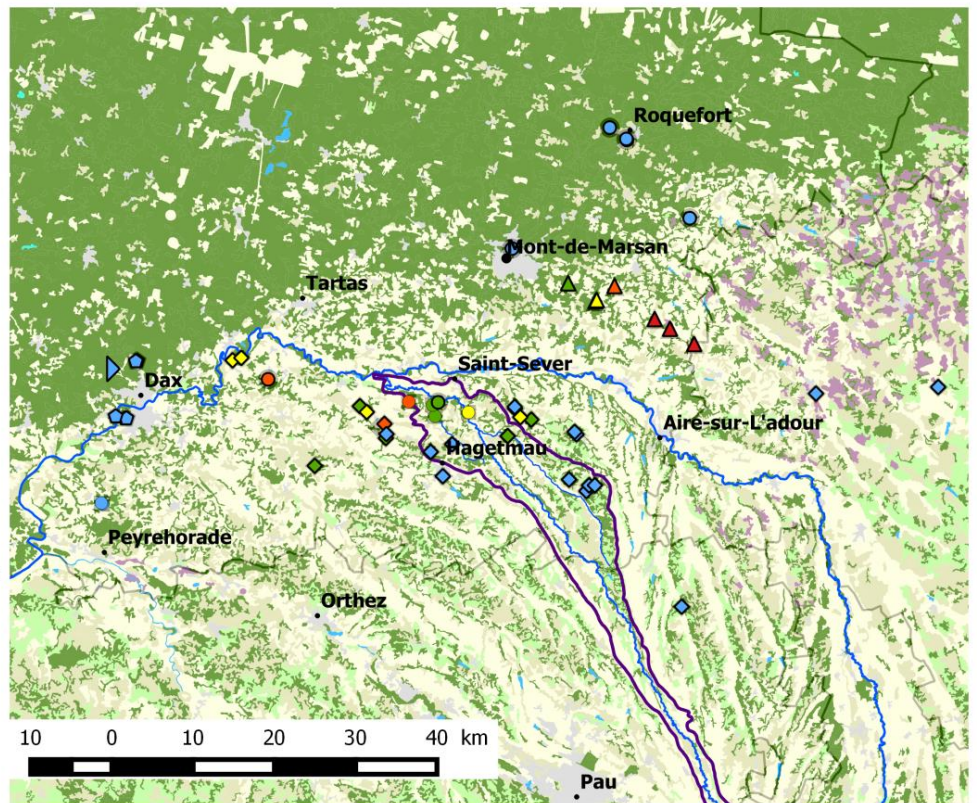 Roquefort
Mont-de-Marsan
Tartas
Saint-Sever
Dax
Aire-sur-L'adour
Hagetmau
Peyrehorade
Orthez
10 0 10 20 30 40 km
Pau